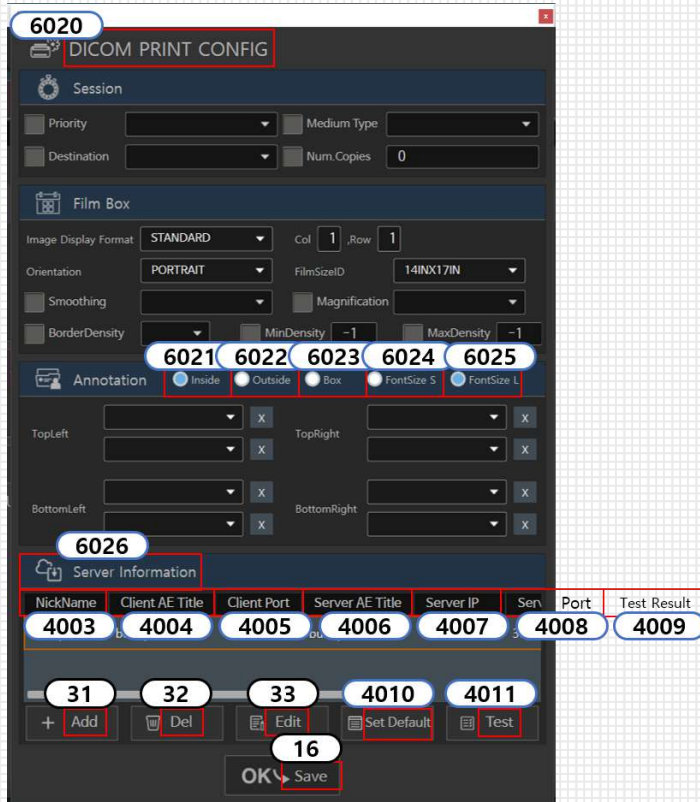 x
6020
DICOM PRINT CONFIG
Session
Priority Medium Type
Destination Num.Copies 0
Film Box
Image Display Format STANDARD Col 1 ,Row 1
Orientation PORTRAIT FilmSizeID 14INX17IN
Smoothing Magnification
BorderDensity MinDensity -1 MaxDensity -1
6021 6022 6023 6024 6025
Annotation Inside Outside Box FontSize S FontSize L
x x
TopLeft TopRight
x x
x x
BottomLeft BottomRight
x x
6026
Server Information
NickName Client AE Title Client Port Server AE Title Server IP Serv Port Test Result
4003 4004 4005 4006 4007 4008 4009
31 32 33 4010 4011
+ Add Del Edit Set Default Test
16
OK Save